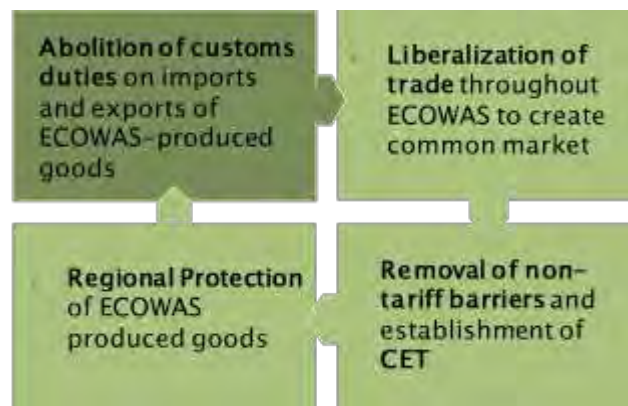 Abolition of customs
duties on imports
and exports of
ECOWAS-produced
goods
Liberalization of
trade throughout
ECOWAS to create
common market
Regional Protection
of ECOWAS
produced goods
Removal of non-
tariff barriers and
establishment of
CET